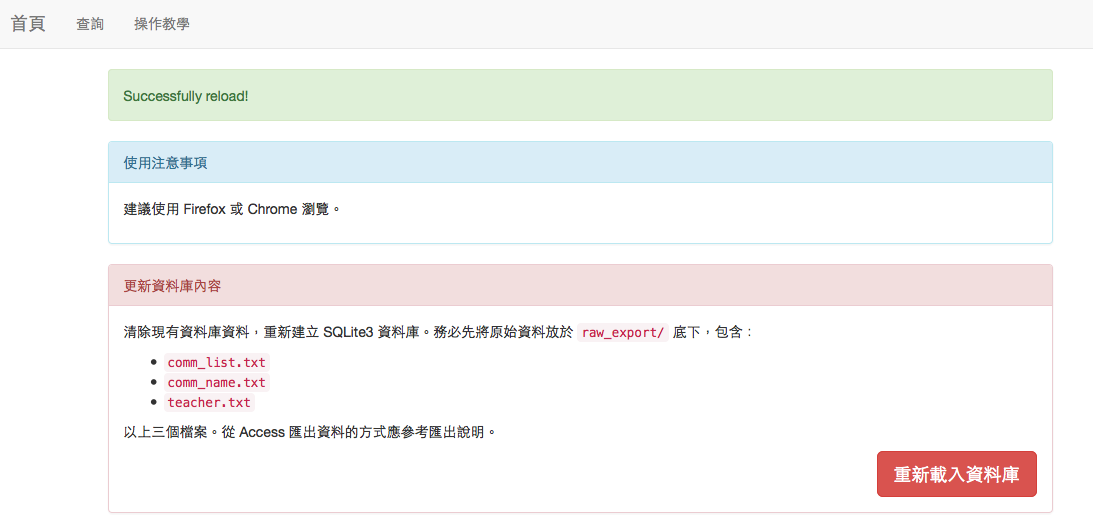 首頁 查詢 操作教學
Successfully reload!
使用注意事項
建議使用 Firefox 或 Chrome 瀏覽。
更新資料庫內容
清除現有資料庫資料，重新建立 SQLite3 資料庫。務必先將原始資料放於 raw_export/ 底下，包含：
comm_list.txt
comm_name.txt
teacher.txt
以上三個檔案。從 Access 匯出資料的方式應參考匯出說明。
重新載入資料庫